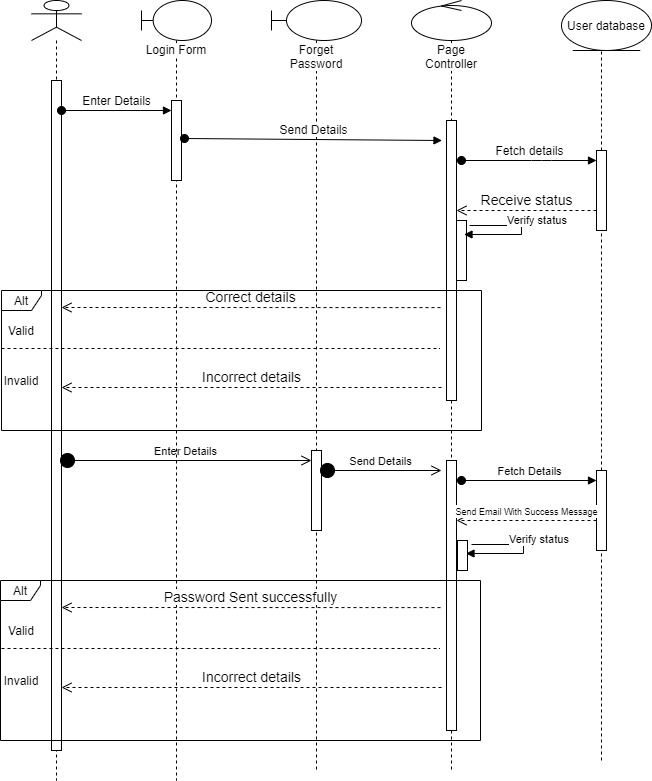 Login Form
Forget
Password
Page
Controller
User database
Enter Details
Send Details
Fetch details
Receive status
Verify status
Alt
Correct details
Valid
Invalid
Incorrect details
Enter Details
Send Details
Fetch Details
Send Email With Success Message
Verify status
Alt
Password Sent successfully
Valid
Invalid
Incorrect details